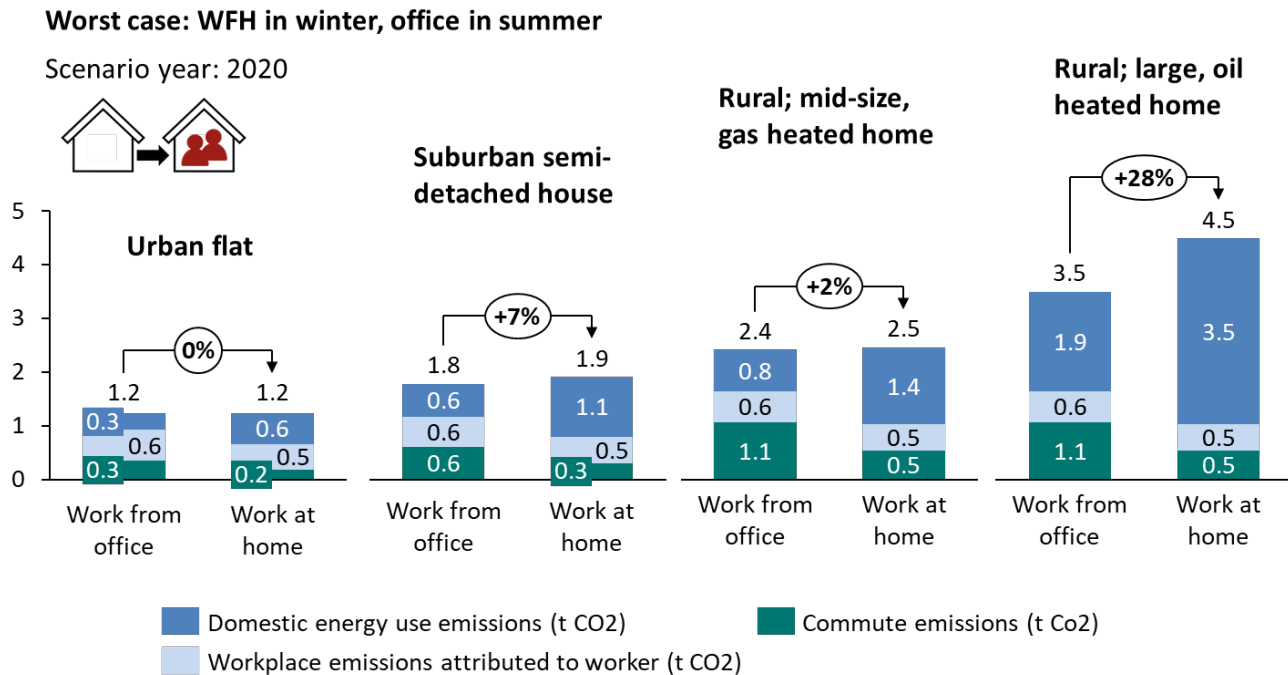 Worst case: WFH in winter, office in summer
Scenario year: 2020
Urban flat
Suburban semi-
detached house
Rural; mid-size,
gas heated home
Rural; large, oil
heated home
5
4
3
2
1
0
0%
1.2
1.2
0.3
0.6
0.3
0.6
0.5
0.2
Work from
office
Work at
home
+7%
1.8
1.9
0.6
0.6
0.6
1.1
0.5
0.3
Work from
office
Work at
home
+2%
2.4
2.5
0.8
0.6
1.1
1.4
0.5
0.5
Work from
office
Work at
home
+28%
3.5
4.5
1.9
0.6
1.1
3.5
0.5
0.5
Work from
office
Work at
home
Domestic energy use emissions (t CO2)
Commute emissions (t Co2)
Workplace emissions attributed to worker (t CO2)